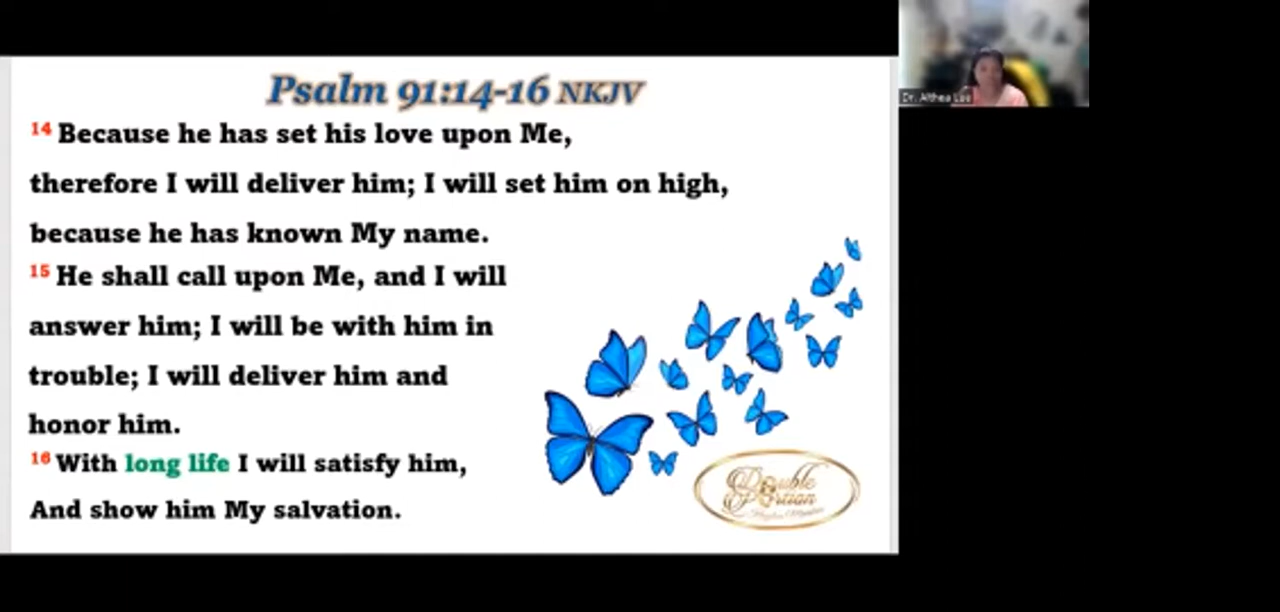 Psalm 91:14-16 NKJV
14 Because he has set his love upon Me,
therefore I will deliver him; I will set him on high,
because he has known My name.
15 He shall call upon Me, and I will
answer him; I will be with him in
trouble; I will deliver him and
honor him.
16 With long life I will satisfy him,
And show him My salvation.
Double
Portion
Dr. Althea